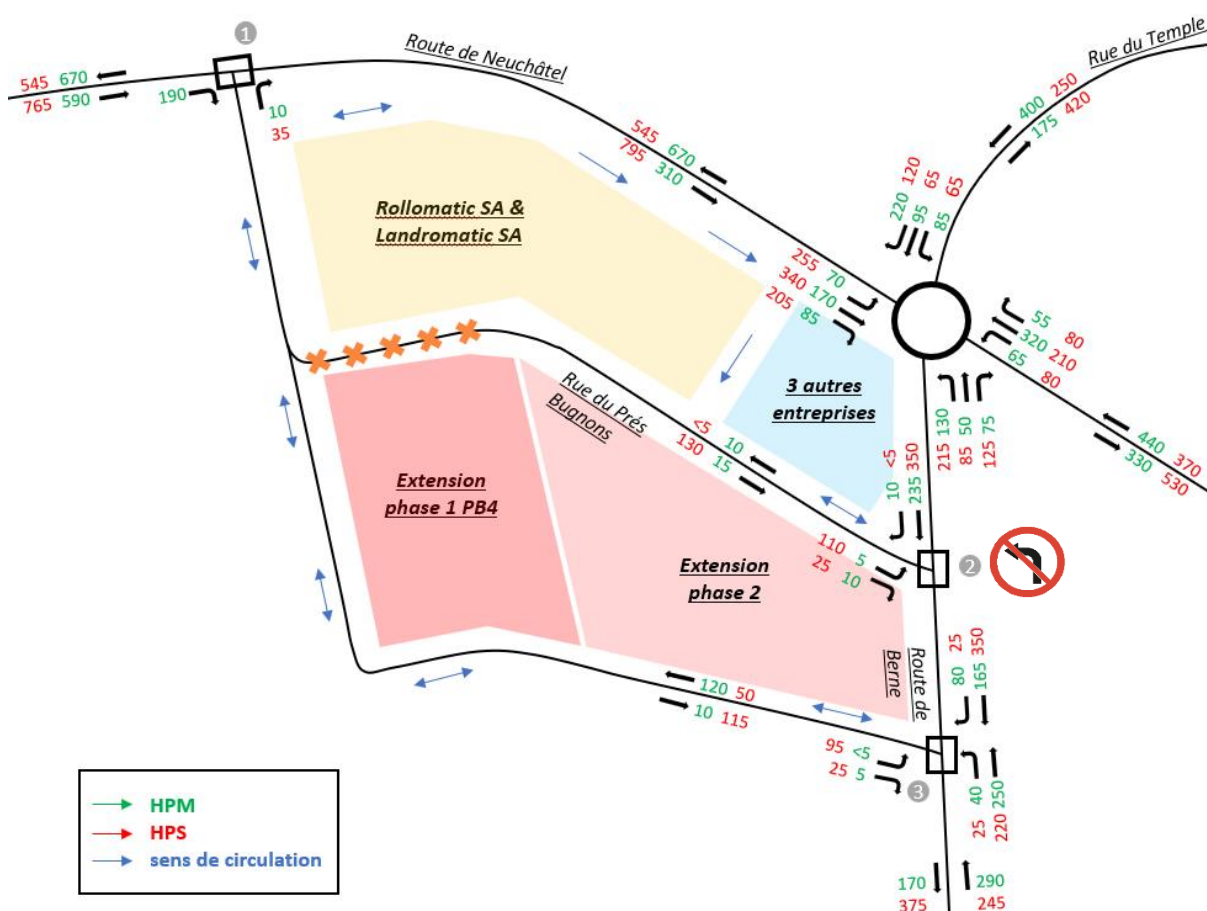 1
Route de Neuchâtel
Rue du Temple
545 670
765 590
190
10
35
400 250
175 420
545 670
795 310
120 65 65
220 95 85
Rollomatic SA &
Landromatic SA
255 70
340 170
205 85
55 80
320 210
65 80
3 autres
entreprises
Rue du Prés
Bugnons
<5 10
130 15
<5 350
10 235
215 130
85 50
125 75
440 370
330 530
Extension
phase 1 PB4
110 5
25 10
2
Extension
phase 2
25 350
80 165
Route de
Berne
120 50
10 115
95 <5
25 5
3
40 250
25 220
HPM
HPS
sens de circulation
170
375
290
245